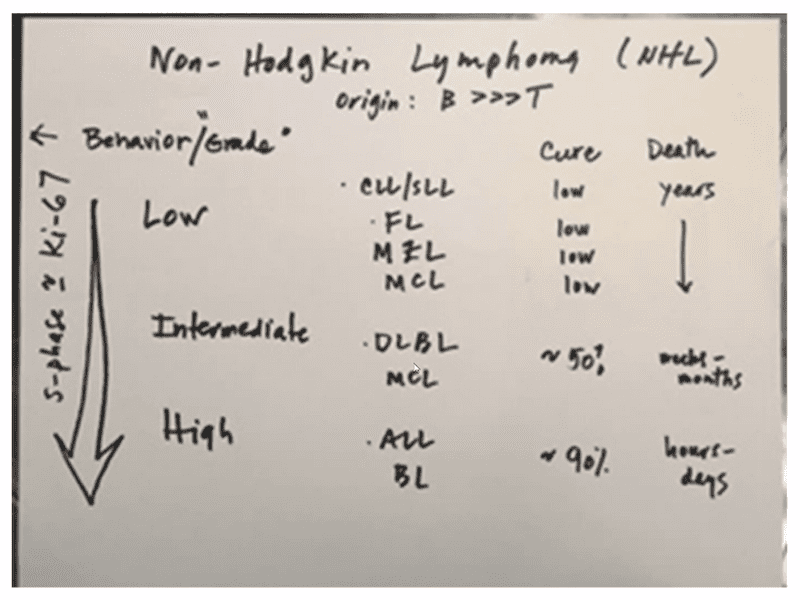 Non-Hodgkin Lymphoma (NHL)
Origin: B >>>T
Behavior/"Grade"
Cure Death
Low · CLL/SLL low years
· FL low
MZL low
MCL low
Intermediate · DLBL ~50% weeks-months
MCL
High · ALL ~90% hours-days
BL
← S-phase ≅ Ki-67